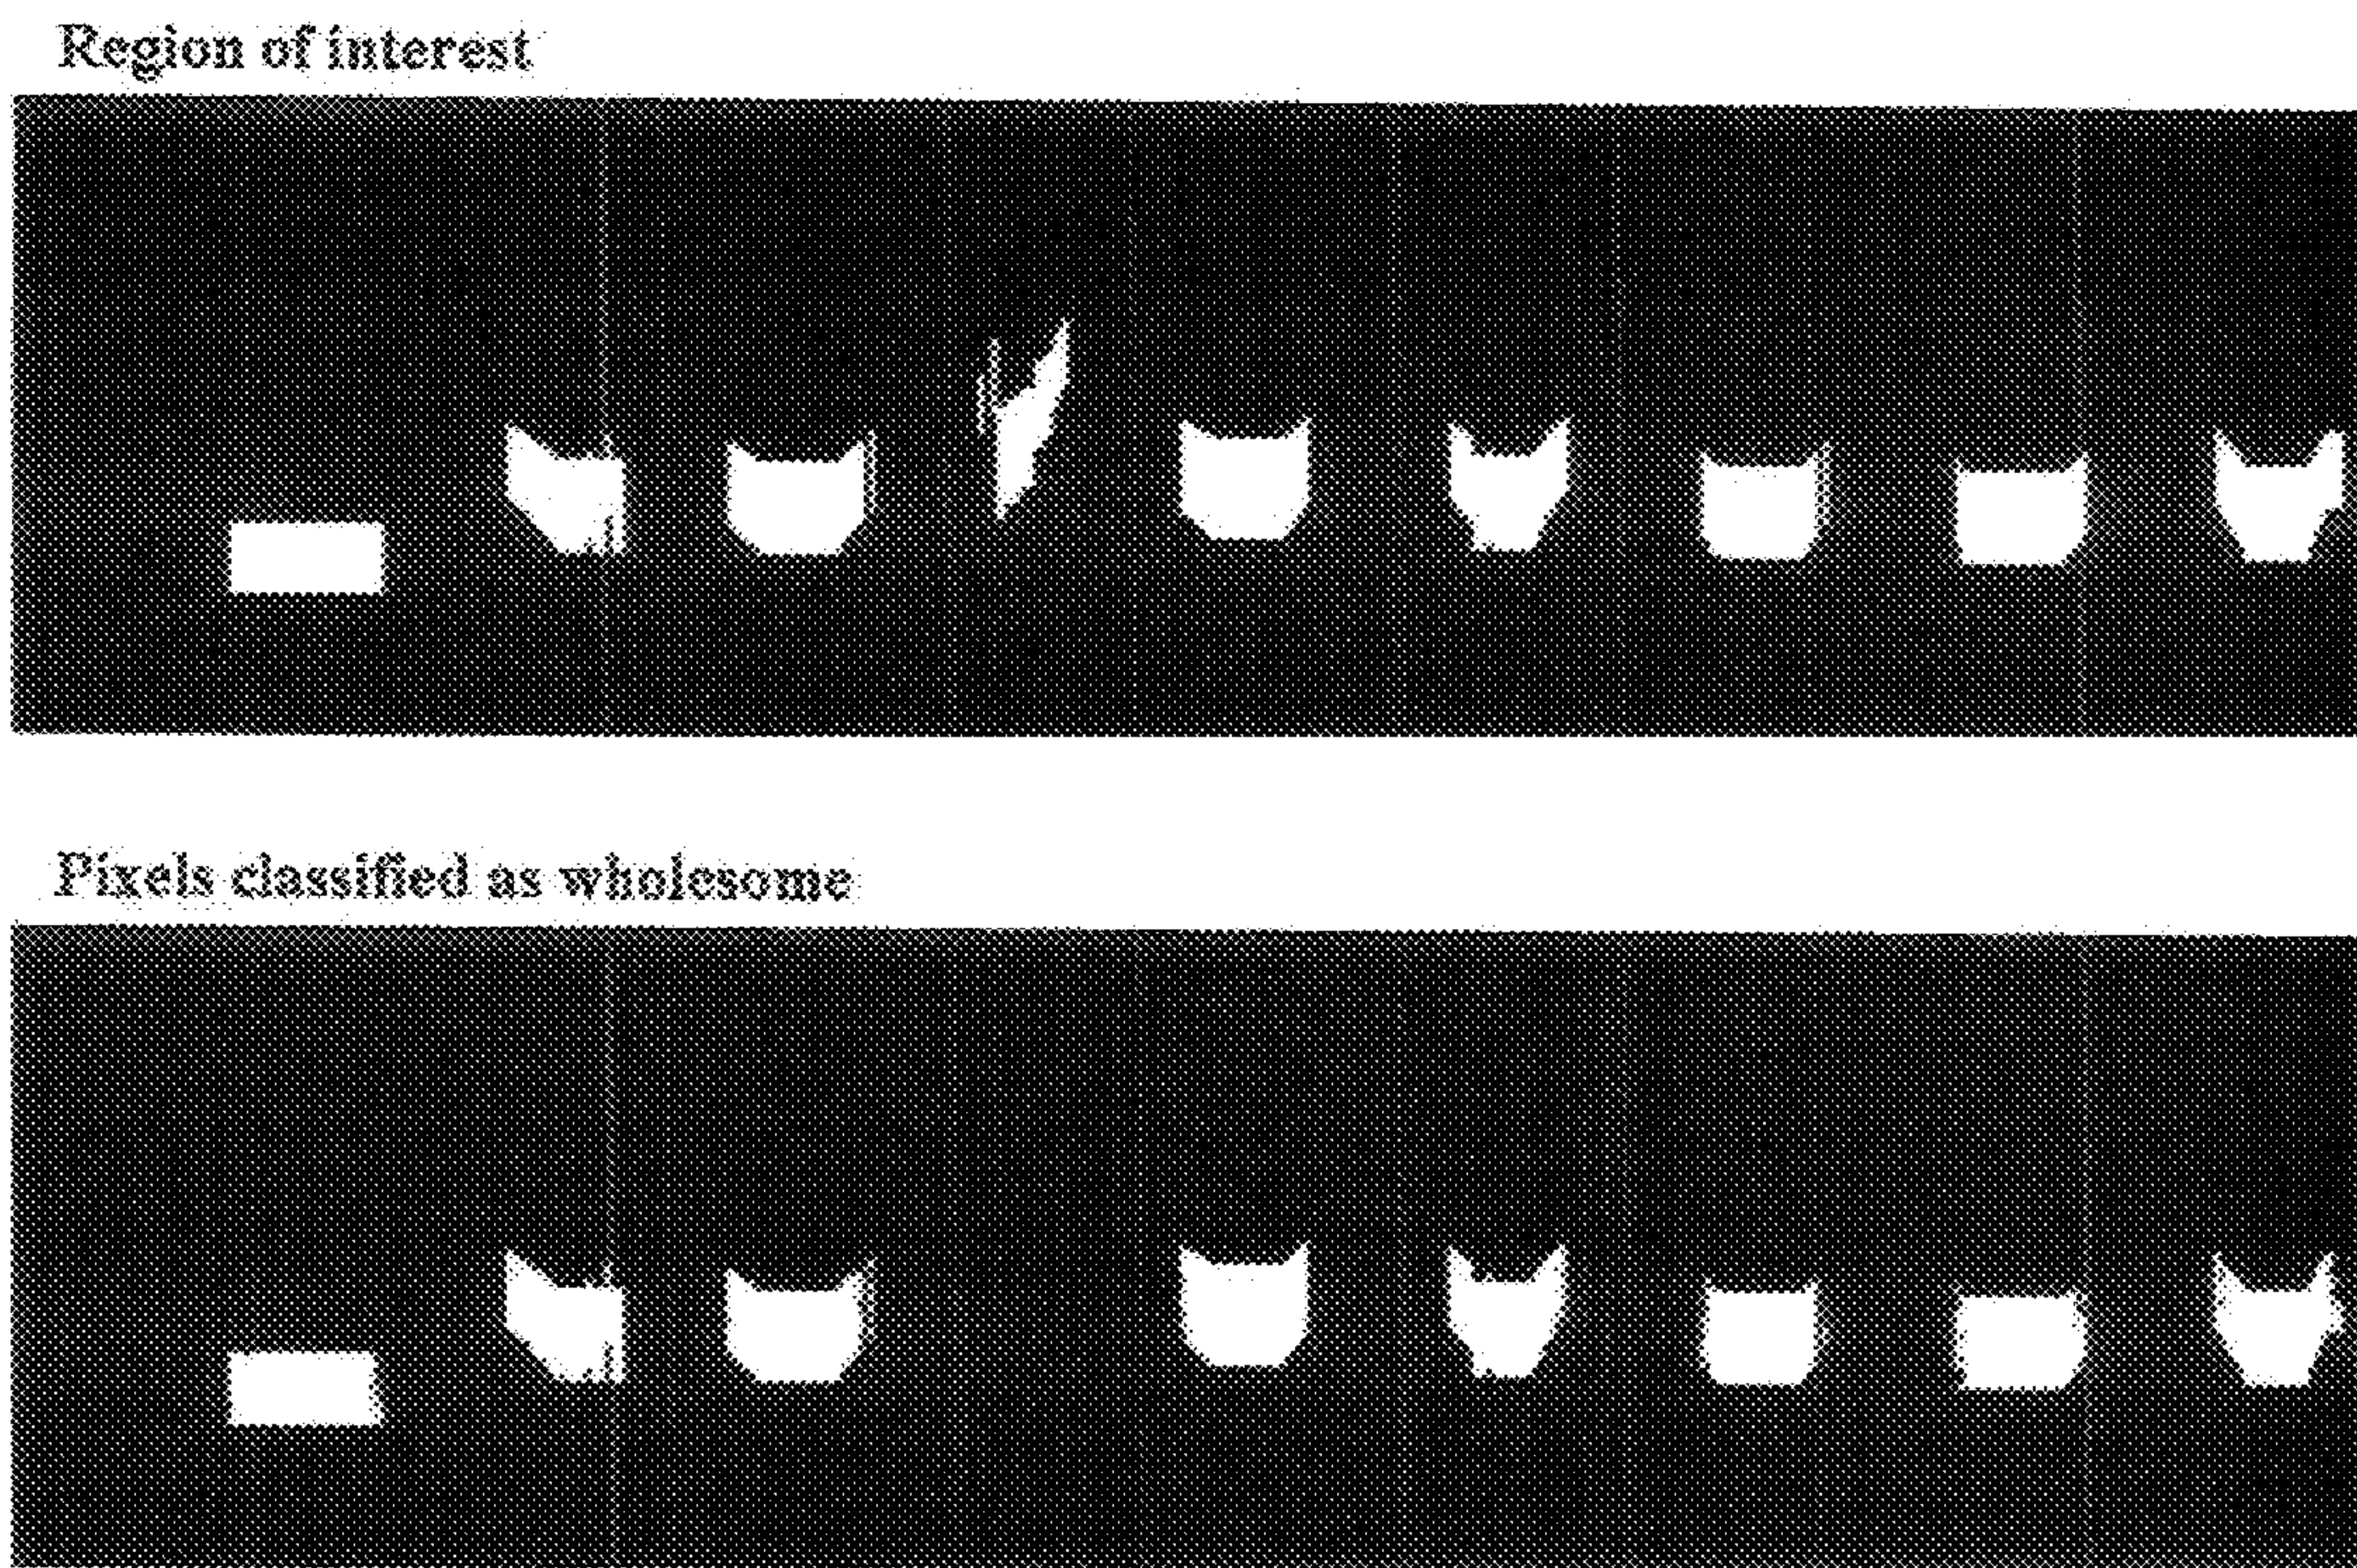 Region of interest
Pixels classified as wholesome